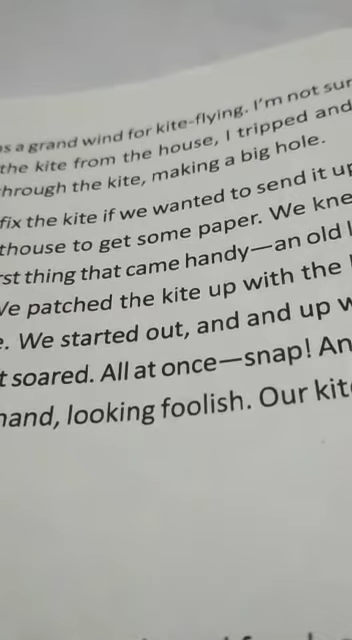 s a grand wind for kite-flying. I'm not sur
the kite from the house, I tripped and
through the kite, making a big hole.
fix the kite if we wanted to send it up
thouse to get some paper. We kne
rst thing that came handy—an old l
We patched the kite up with the
e. We started out, and and up w
t soared. All at once—snap! An
hand, looking foolish. Our kite